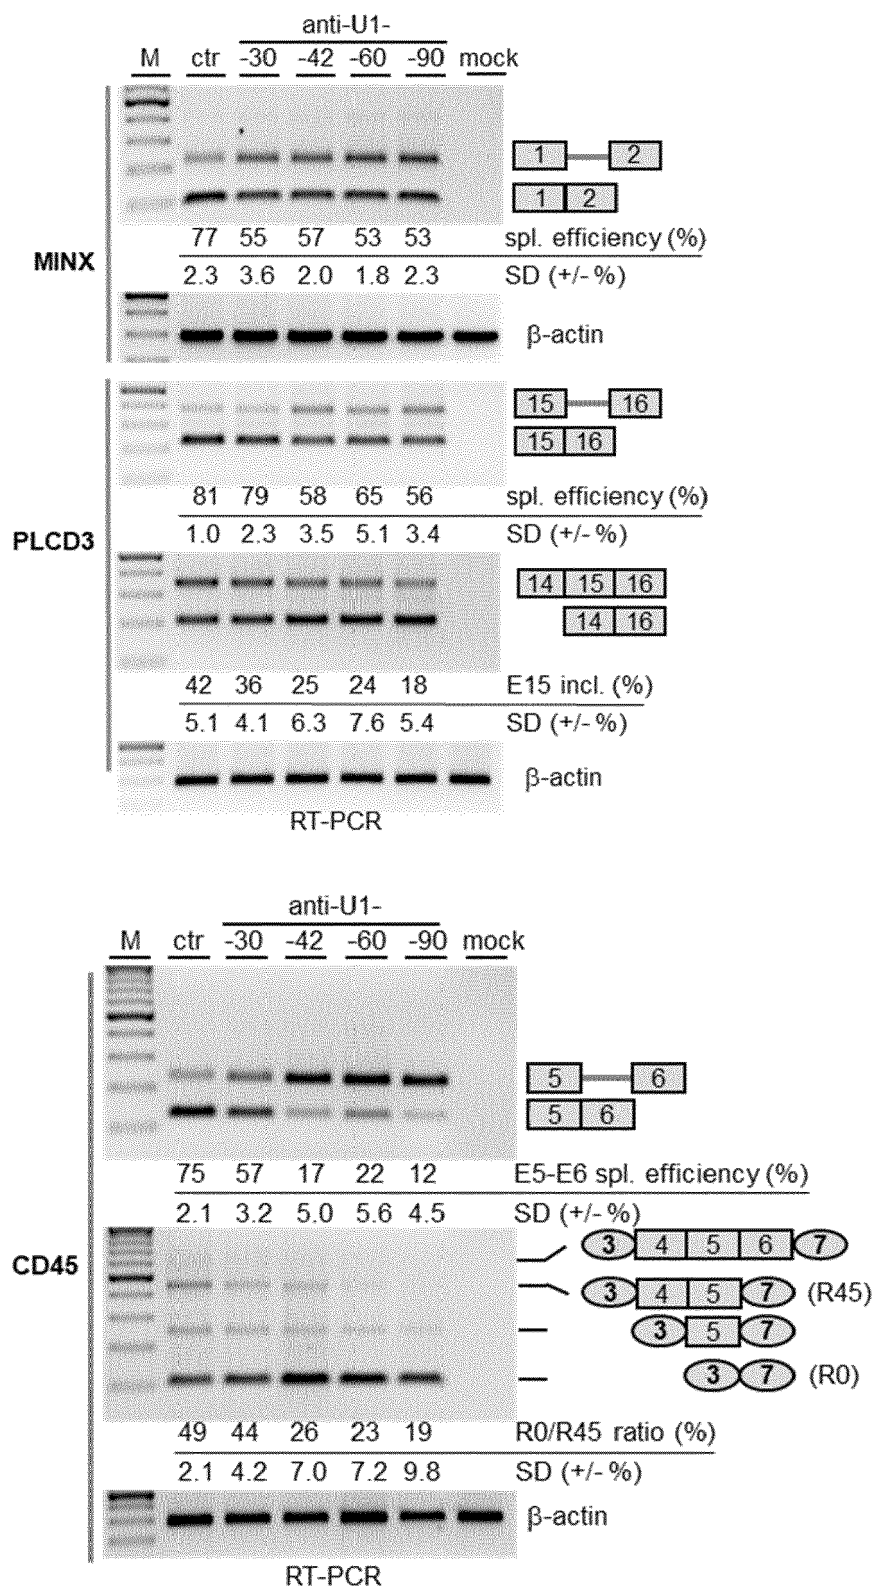 anti-U1-
M ctr -30 -42 -60 -90 mock
1 2
1 2
77 55 57 53 53 spl. efficiency (%)
MINX
2.3 3.6 2.0 1.8 2.3 SD (+/-%)
β-actin
15 16
15 16
81 79 58 65 56 spl. efficiency (%)
1.0 2.3 3.5 5.1 3.4 SD (+/-%)
PLCD3
14 15 16
14 16
42 36 25 24 18 E15 incl. (%)
5.1 4.1 6.3 7.6 5.4 SD (+/-%)
β-actin
RT-PCR
anti-U1-
M ctr -30 -42 -60 -90 mock
5 6
5 6
75 57 17 22 12 E5-E6 spl. efficiency (%)
2.1 3.2 5.0 5.6 4.5 SD (+/-%)
3 4 5 6 7
CD45
3 4 5 7 (R45)
3 5 7
3 7 (R0)
49 44 26 23 19 R0/R45 ratio (%)
2.1 4.2 7.0 7.2 9.8 SD (+/-%)
β-actin
RT-PCR